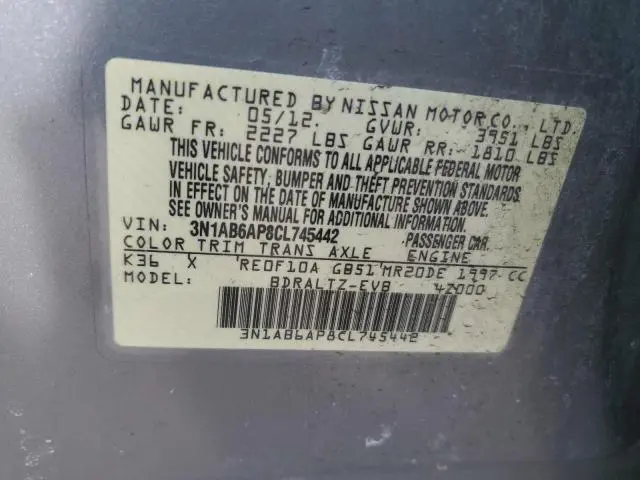 MANUFACTURED BY NISSAN MOTOR CO., LTD.
DATE: 05/12. GVWR: 3951 LBS
GAWR FR: 2227 LBS GAWR RR: 1810 LBS
THIS VEHICLE CONFORMS TO ALL APPLICABLE FEDERAL MOTOR
VEHICLE SAFETY, BUMPER AND THEFT PREVENTION STANDARDS
IN EFFECT ON THE DATE OF MANUFACTURE SHOWN ABOVE.
SEE OWNER'S MANUAL FOR ADDITIONAL INFORMATION.
VIN: 3N1AB6AP8CL745442 PASSENGER CAR
COLOR TRIM TRANS AXLE ENGINE
K36 X RE0F10A GB51 MR20DE 1997 CC
MODEL: BDRALTZ-EVB 4Z000
3N1AB6AP8CL745442